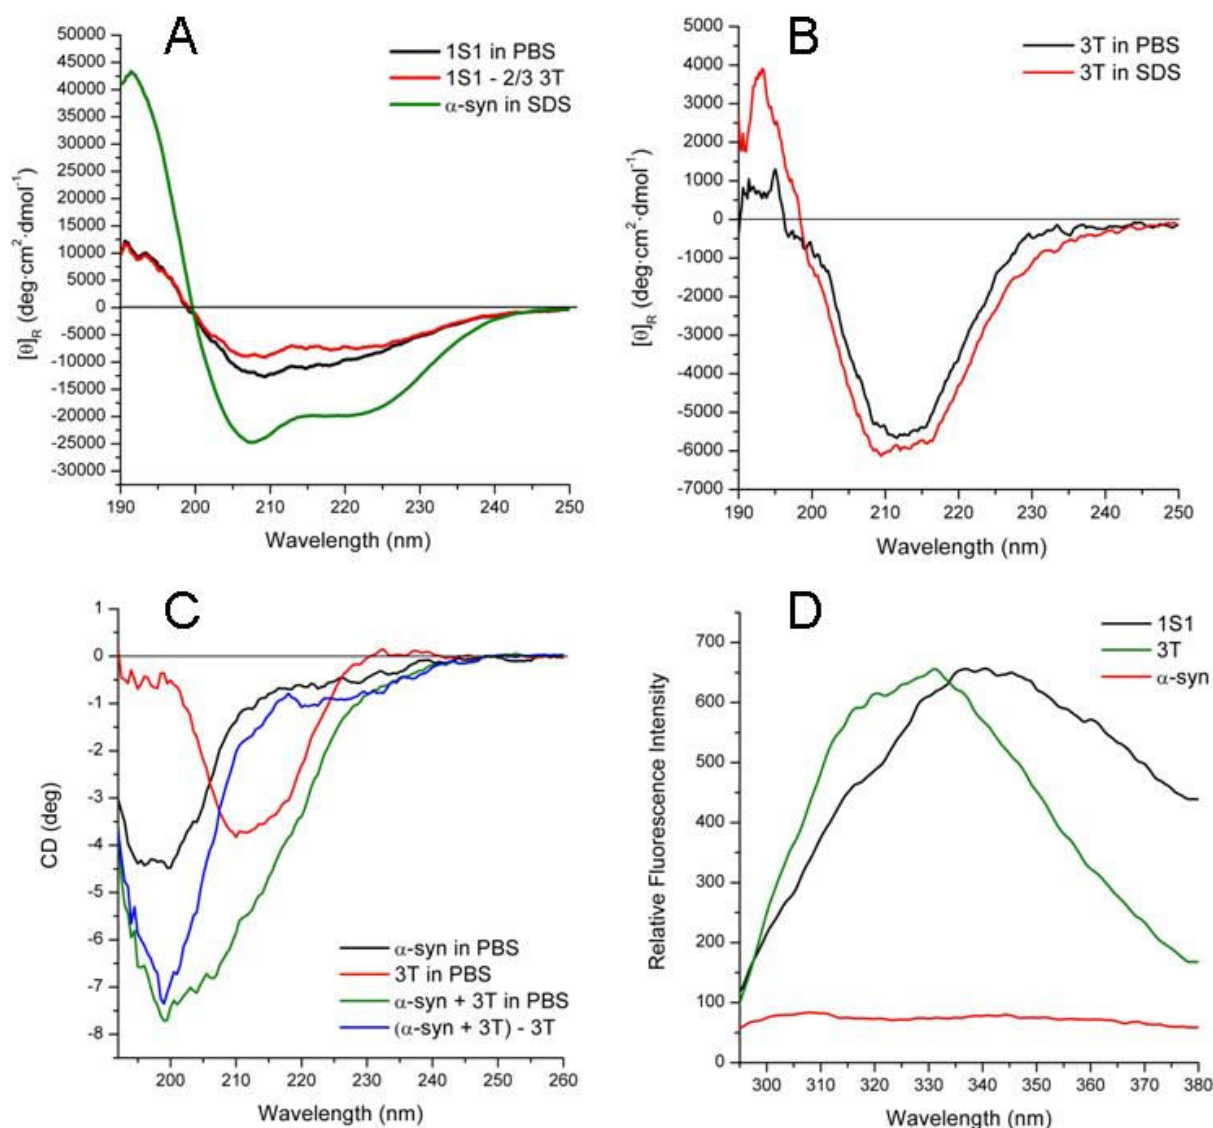 A
1S1 in PBS
1S1 - 2/3 3T
α-syn in SDS
50000
45000
40000
35000
30000
25000
20000
15000
10000
5000
0
-5000
-10000
-15000
-20000
-25000
-30000
[θ]R (deg·cm²·dmol⁻¹)
190 200 210 220 230 240 250
Wavelength (nm)
B
3T in PBS
3T in SDS
5000
4000
3000
2000
1000
0
-1000
-2000
-3000
-4000
-5000
-6000
-7000
[θ]R (deg·cm²·dmol⁻¹)
190 200 210 220 230 240 250
Wavelength (nm)
C
1
0
-1
-2
-3
-4
-5
-6
-7
-8
CD (deg)
α-syn in PBS
3T in PBS
α-syn + 3T in PBS
(α-syn + 3T) - 3T
200 210 220 230 240 250 260
Wavelength (nm)
D
1S1
3T
α-syn
700
600
500
400
300
200
100
0
Relative Fluorescence Intensity
300 310 320 330 340 350 360 370 380
Wavelength (nm)